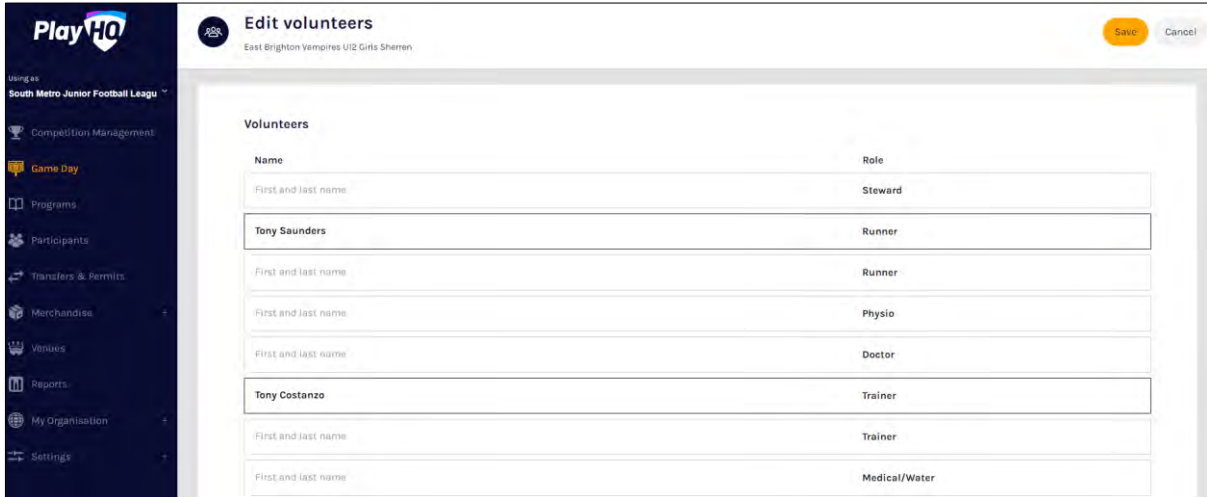 PlayHQ
Edit volunteers
East Brighton Vampires U12 Girls Sherren
Save
Cancel
Using as
South Metro Junior Football Leagu
Competition Management
Game Day
Programs
Participants
Transfers & Permits
Merchandise
Venues
Reports
My Organisation
Settings
Volunteers
Name Role
First and last name Steward
Tony Saunders Runner
First and last name Runner
First and last name Physio
First and last name Doctor
Tony Costanzo Trainer
First and last name Trainer
First and last name Medical/Water